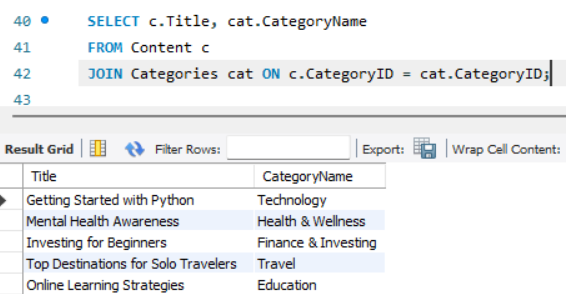 40 SELECT c.Title, cat.CategoryName
41 FROM Content c
42 JOIN Categories cat ON c.CategoryID = cat.CategoryID;
43
Result Grid Filter Rows: Export: Wrap Cell Content:
Title CategoryName
Getting Started with Python Technology
Mental Health Awareness Health & Wellness
Investing for Beginners Finance & Investing
Top Destinations for Solo Travelers Travel
Online Learning Strategies Education